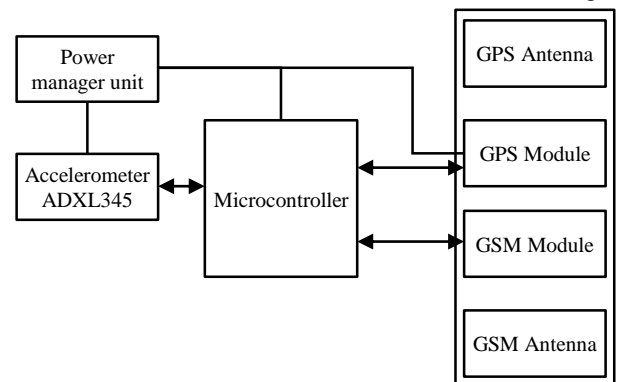 Power
manager unit
Accelerometer
ADXL345
Microcontroller
GPS Antenna
GPS Module
GSM Module
GSM Antenna